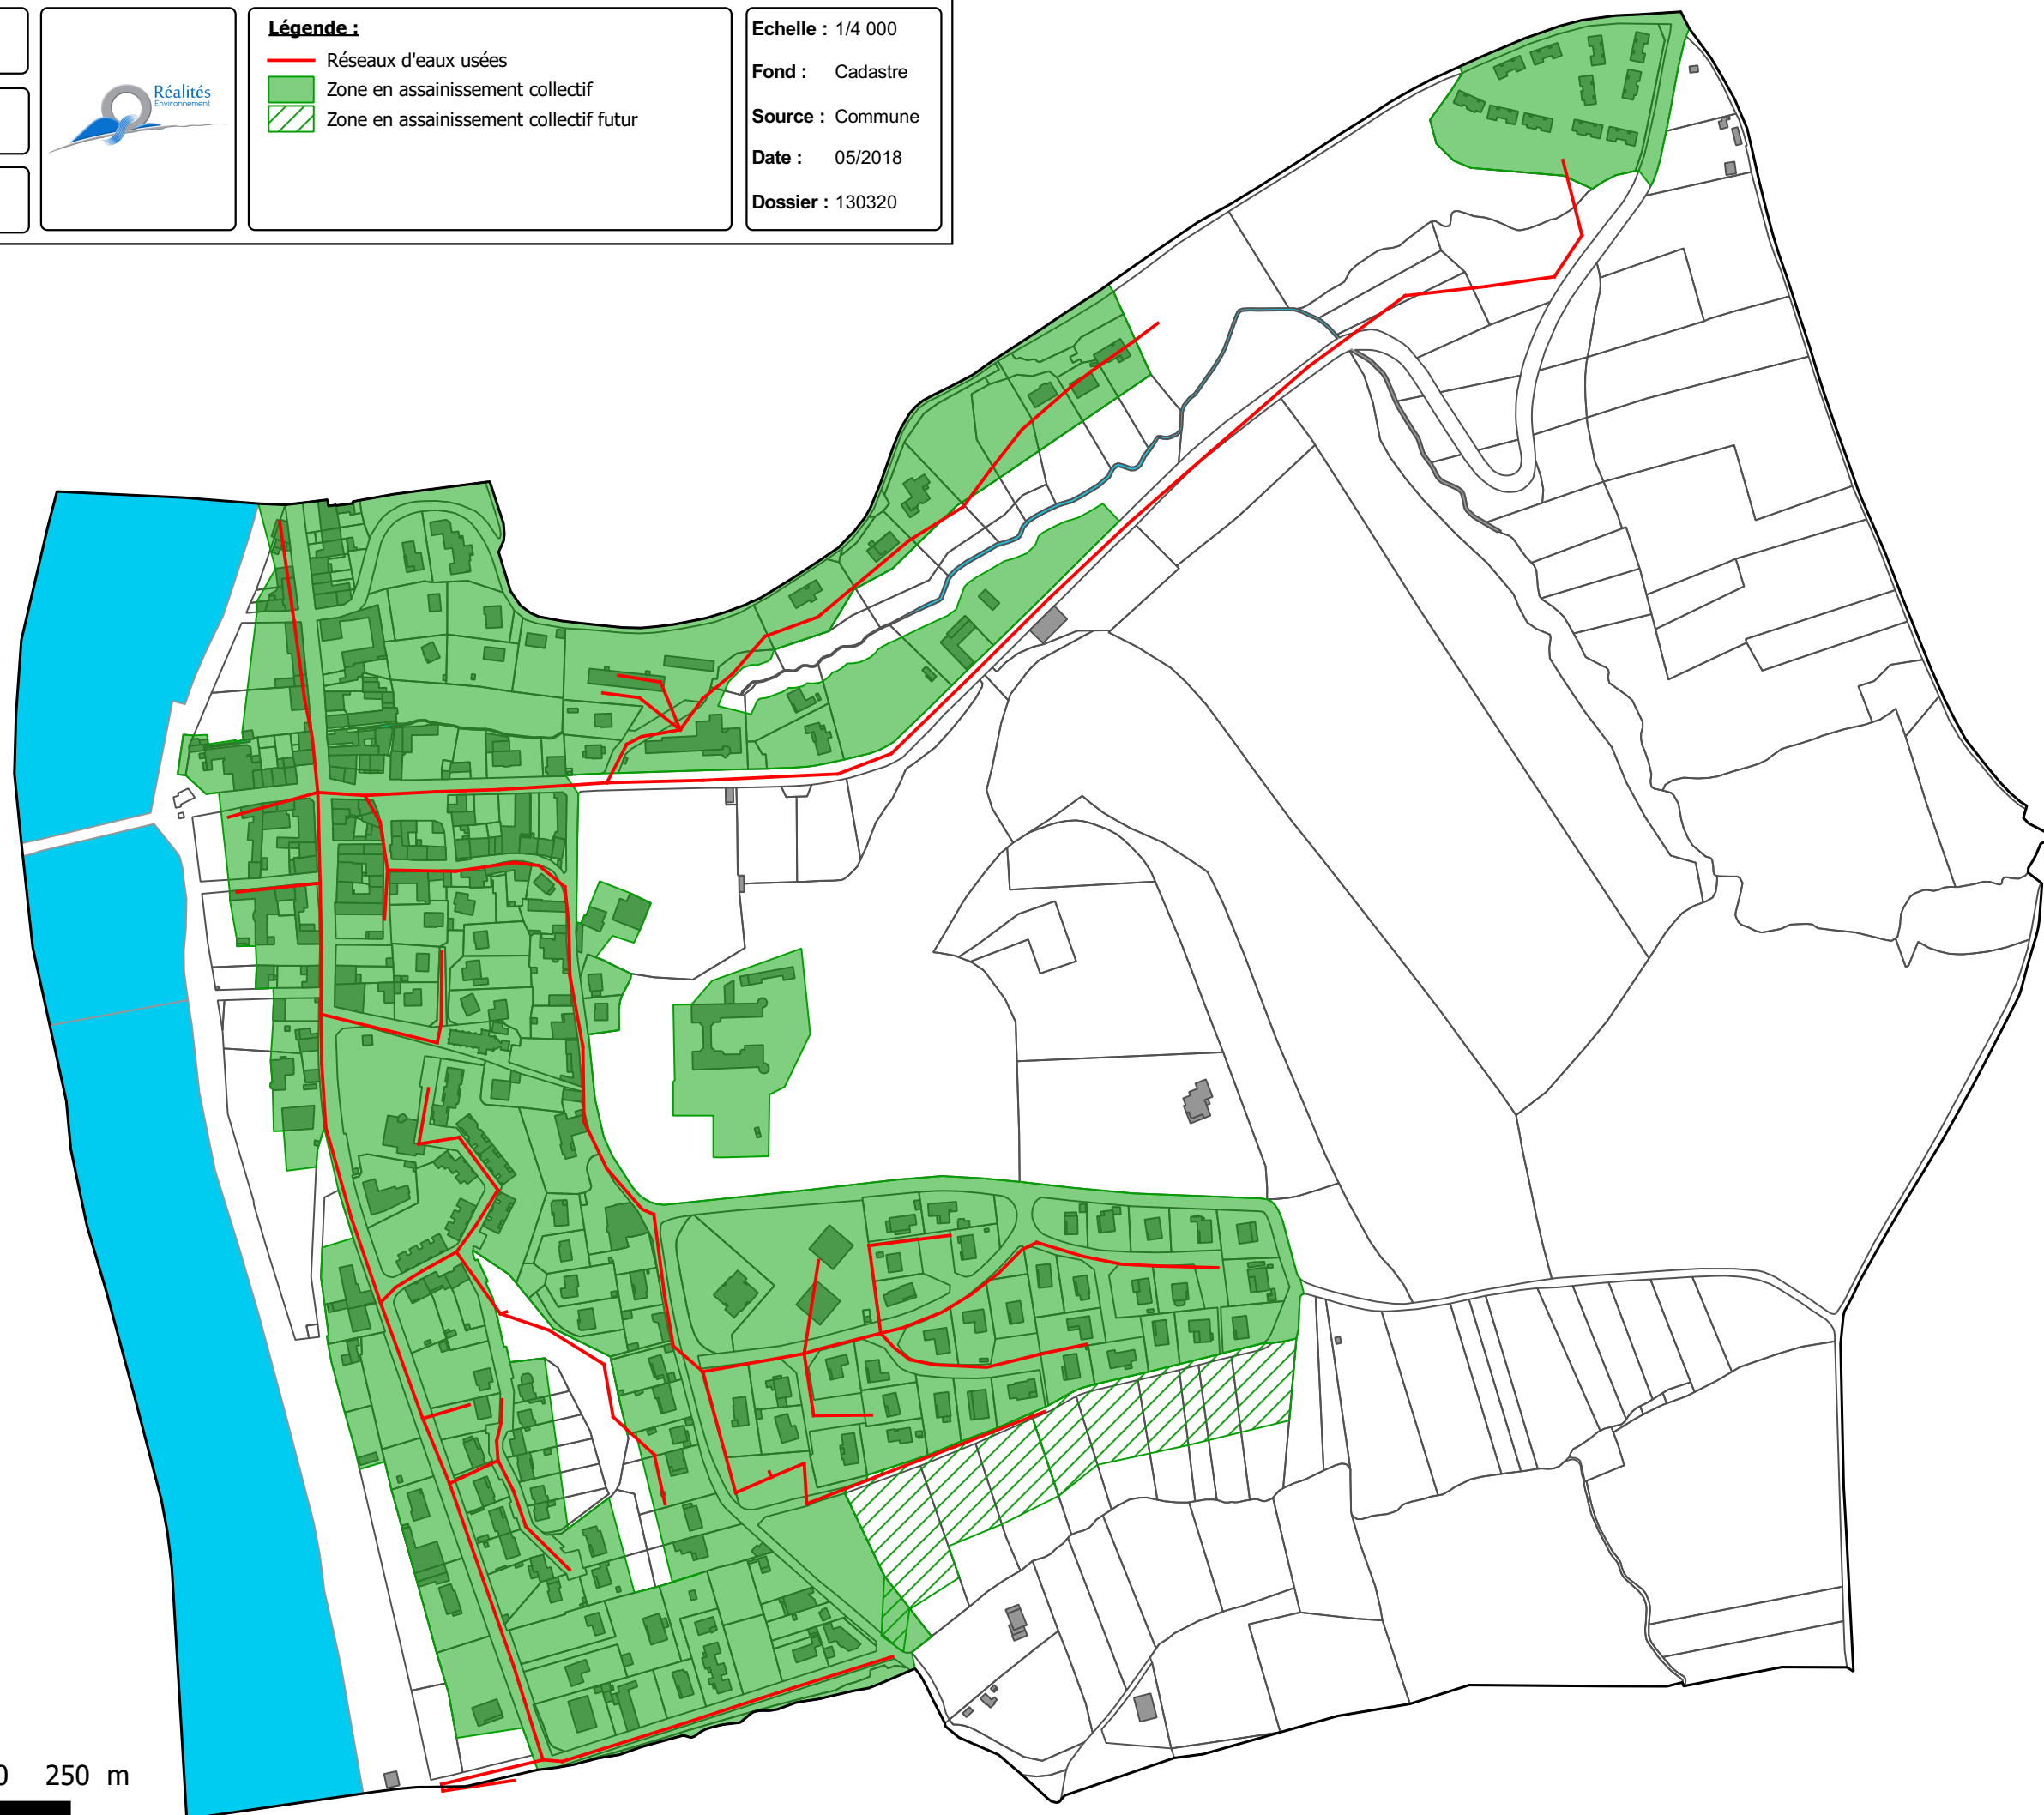 Réalités
Environnement
Légende :
Réseaux d'eaux usées
Zone en assainissement collectif
Zone en assainissement collectif futur
Echelle : 1/4 000
Fond : Cadastre
Source : Commune
Date : 05/2018
Dossier : 130320
0 250 m